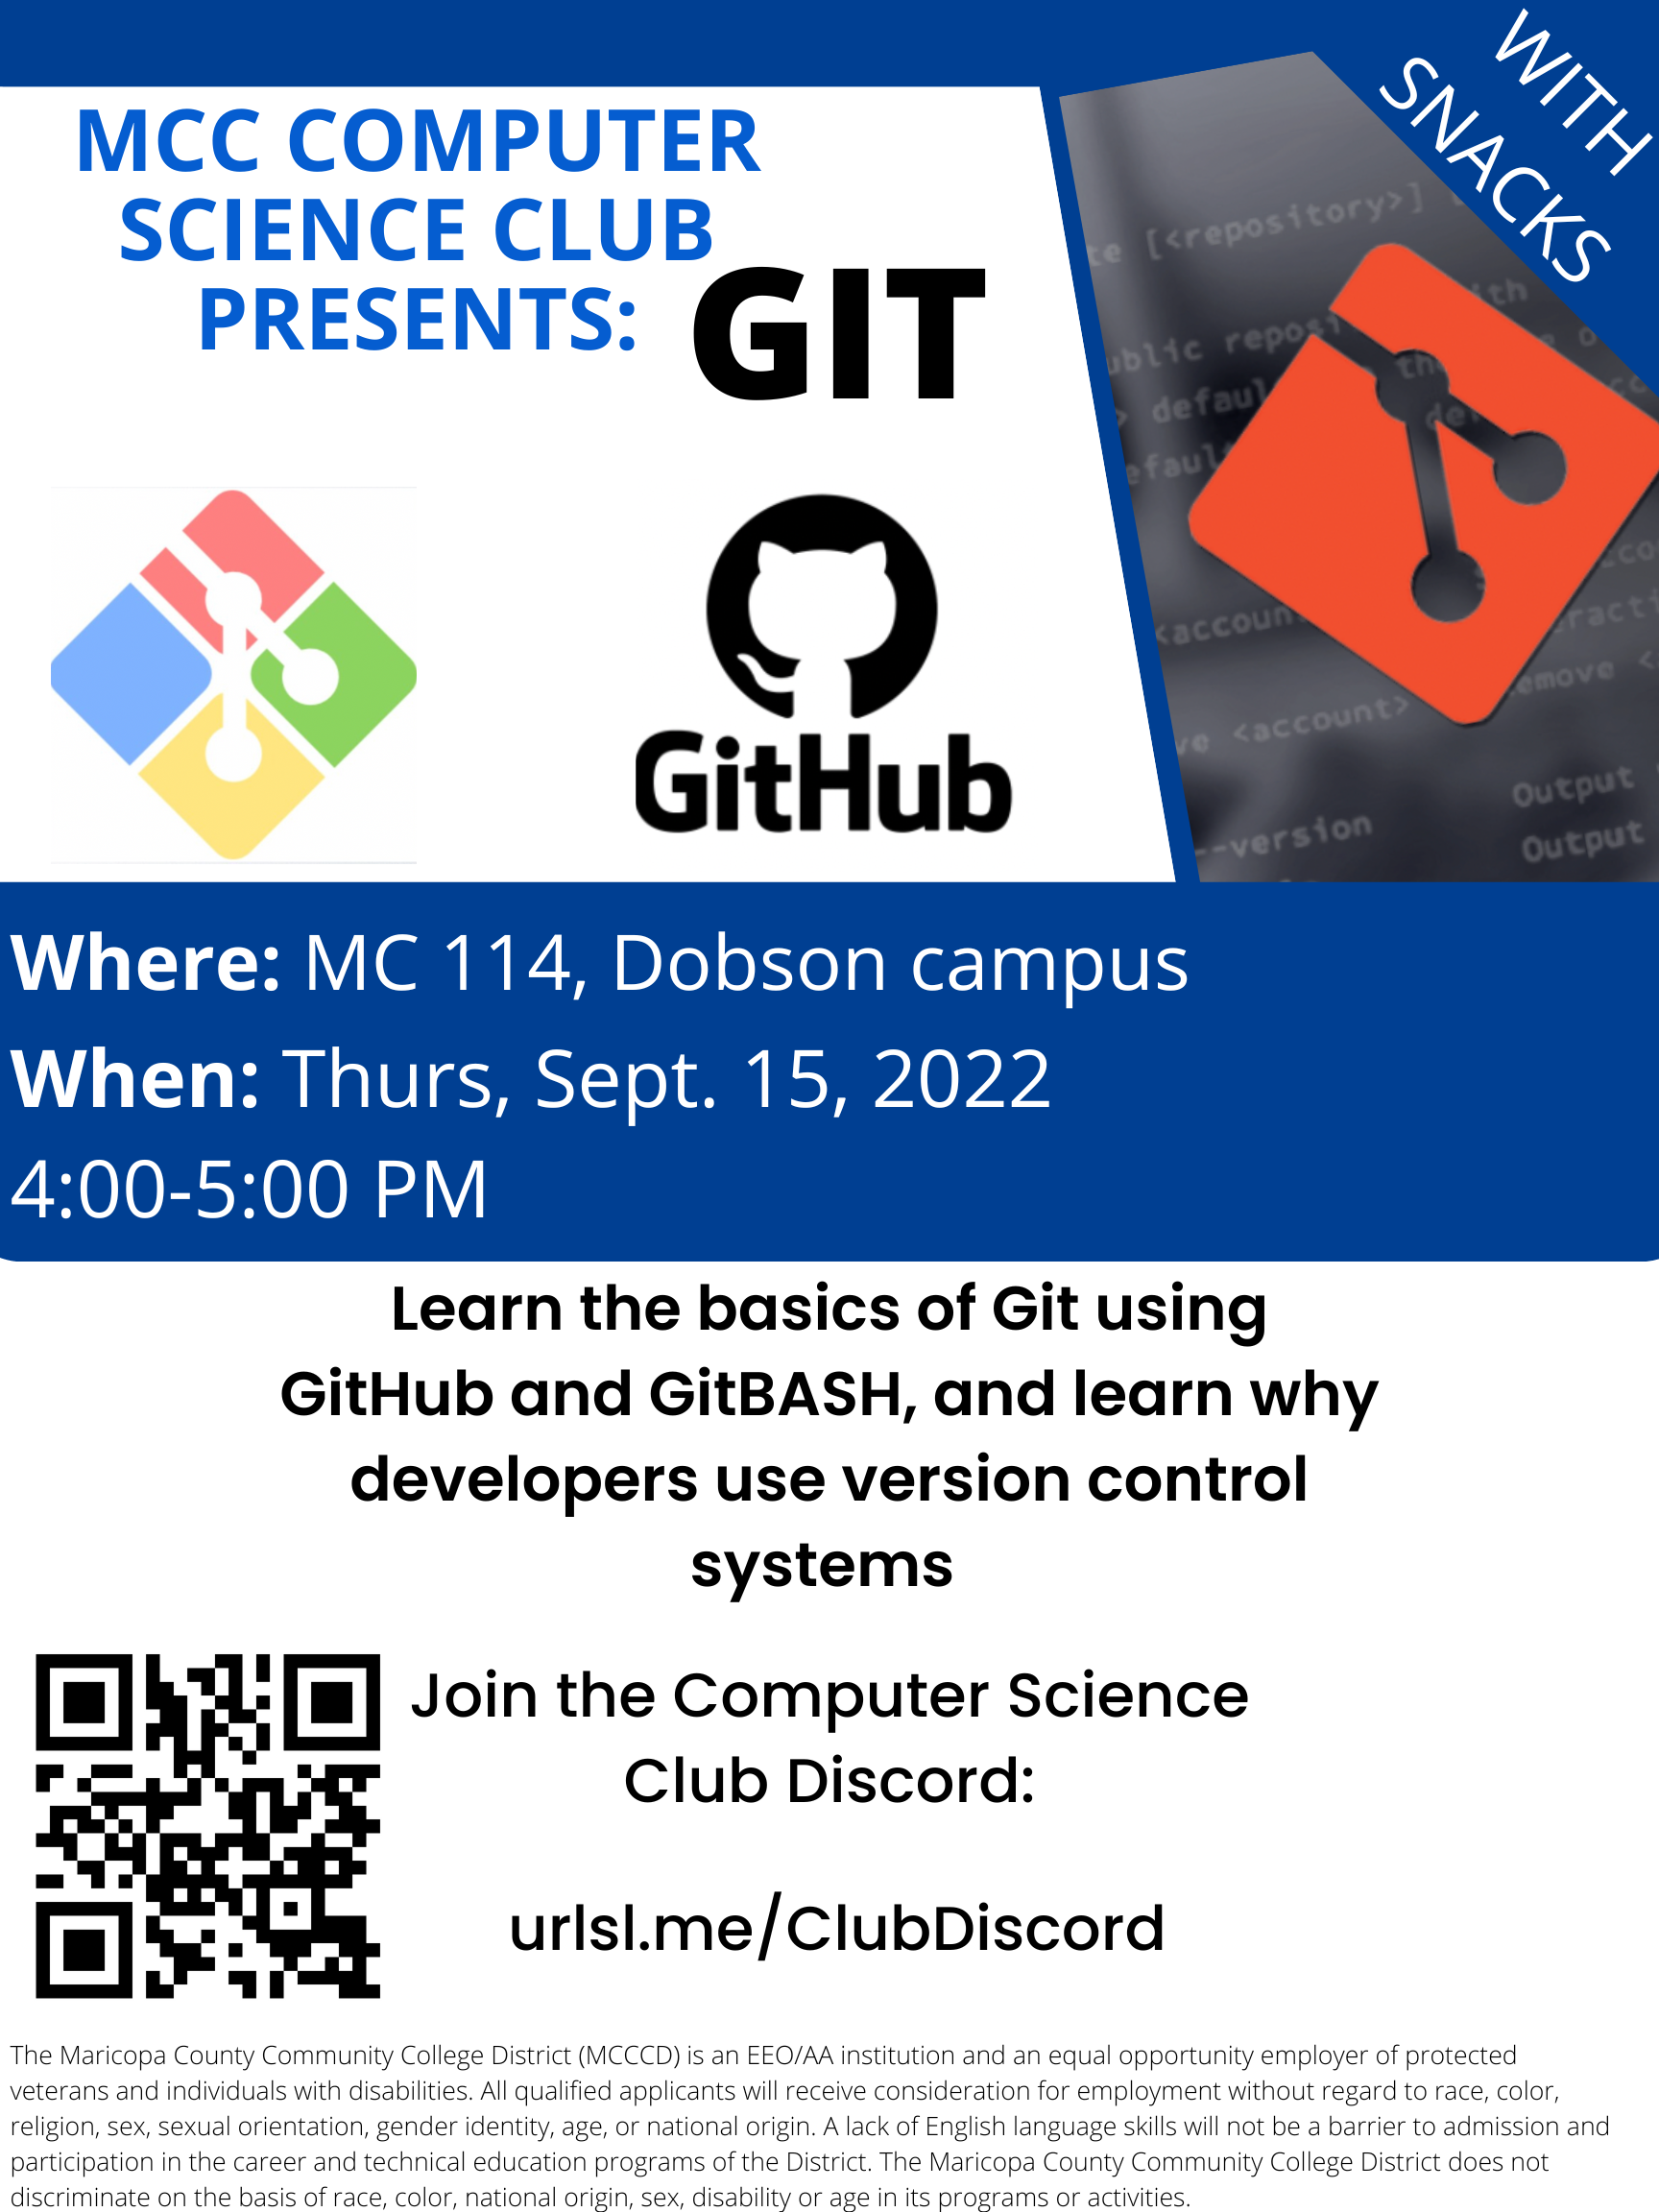 WITH
SNACKS
MCC COMPUTER
SCIENCE CLUB
PRESENTS:
GIT
[<repository>]
<account>
<account>
--version
Output
Output
GitHub
Where: MC 114, Dobson campus
When: Thurs, Sept. 15, 2022
4:00-5:00 PM
Learn the basics of Git using
GitHub and GitBASH, and learn why
developers use version control
systems
Join the Computer Science
Club Discord:
urlsl.me/ClubDiscord
The Maricopa County Community College District (MCCCD) is an EEO/AA institution and an equal opportunity employer of protected
veterans and individuals with disabilities. All qualified applicants will receive consideration for employment without regard to race, color,
religion, sex, sexual orientation, gender identity, age, or national origin. A lack of English language skills will not be a barrier to admission and
participation in the career and technical education programs of the District. The Maricopa County Community College District does not
discriminate on the basis of race, color, national origin, sex, disability or age in its programs or activities.